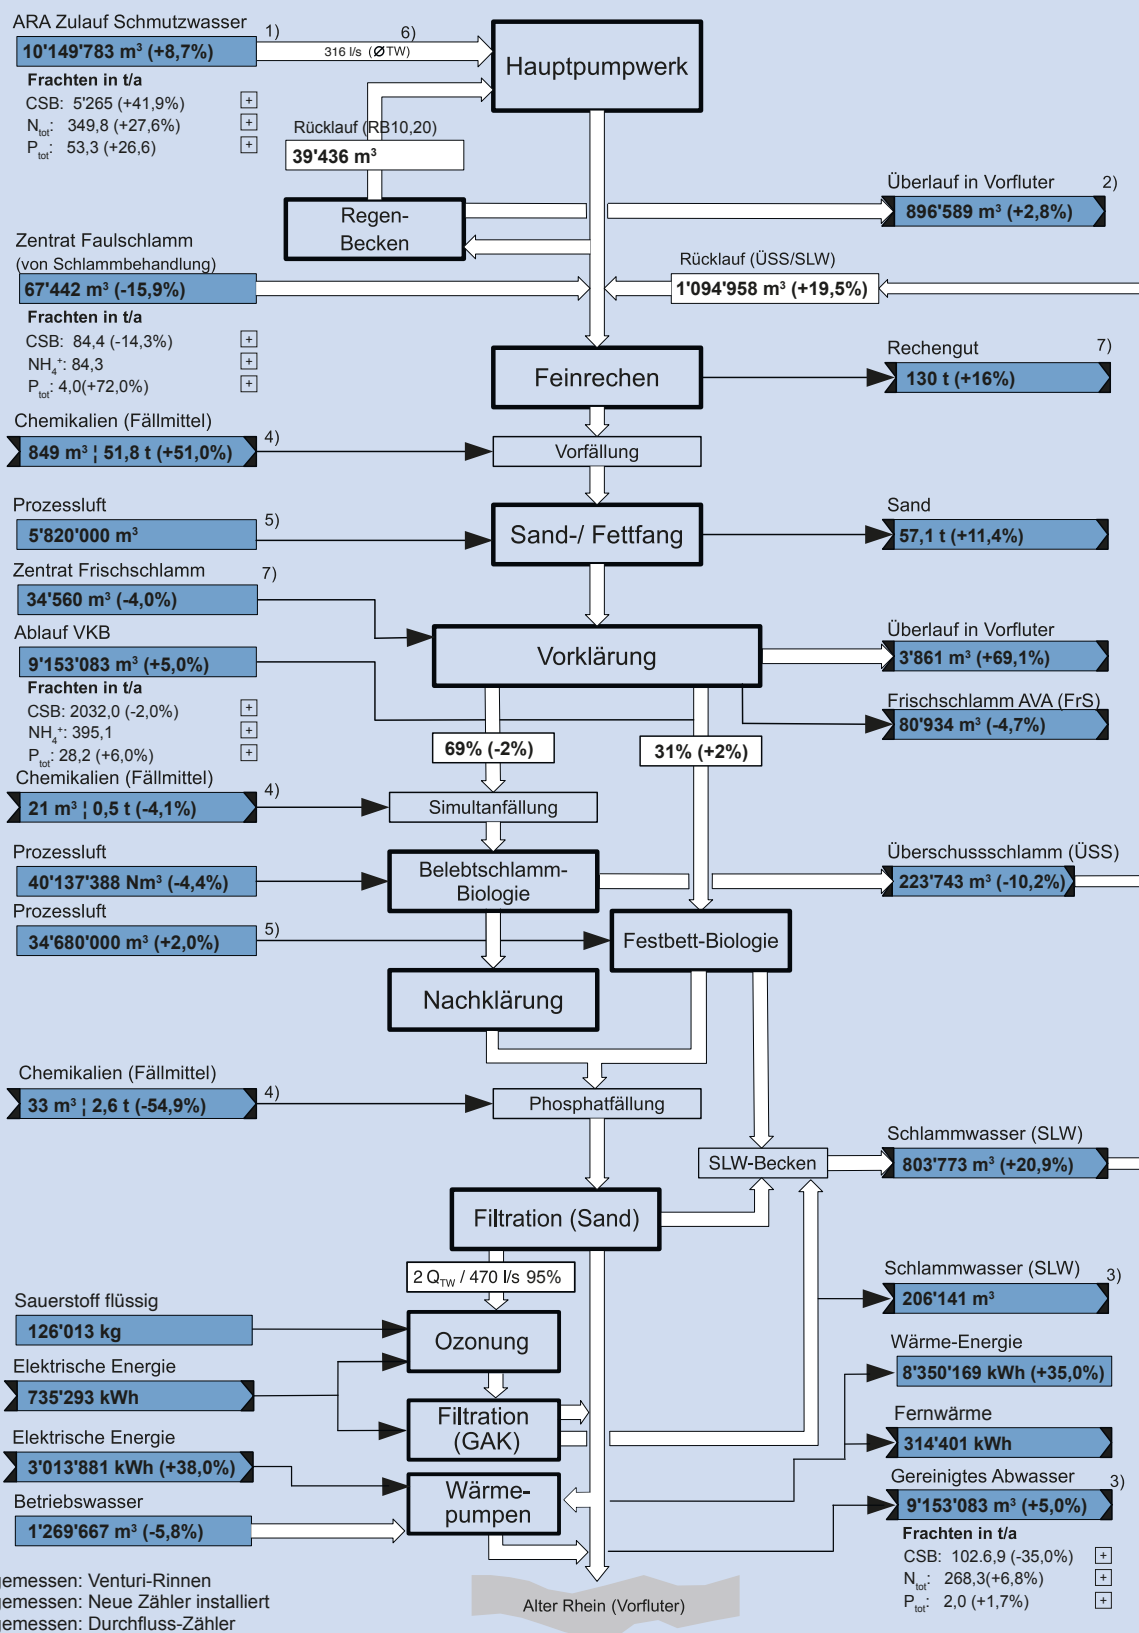 ARA Zulauf Schmutzwasser
10'149'783 m³ (+8,7%)
1)
6)
316 l/s (ØTW)
Hauptpumpwerk
Frachten in t/a
CSB: 5'265 (+41,9%)
Ntot: 349,8 (+27,6%)
Ptot: 53,3 (+26,6)
Rücklauf (RB10,20)
39'436 m³
Regen-
Becken
Überlauf in Vorfluter
2)
896'589 m³ (+2,8%)
Zentrat Faulschlamm
(von Schlammbehandlung)
67'442 m³ (-15,9%)
Rücklauf (ÜSS/SLW)
1'094'958 m³ (+19,5%)
Frachten in t/a
CSB: 84,4 (-14,3%)
NH₄⁺: 84,3
Ptot: 4,0(+72,0%)
Feinrechen
Rechengut
7)
130 t (+16%)
Chemikalien (Fällmittel)
849 m³ ¦ 51,8 t (+51,0%)
4)
Vorfällung
Prozessluft
5'820'000 m³
5)
Sand-/ Fettfang
Sand
57,1 t (+11,4%)
Zentrat Frischschlamm
34'560 m³ (-4,0%)
7)
Ablauf VKB
9'153'083 m³ (+5,0%)
Vorklärung
Überlauf in Vorfluter
3'861 m³ (+69,1%)
Frachten in t/a
CSB: 2032,0 (-2,0%)
NH₄⁺: 395,1
Ptot: 28,2 (+6,0%)
Frischschlamm AVA (FrS)
80'934 m³ (-4,7%)
69% (-2%)
31% (+2%)
Chemikalien (Fällmittel)
21 m³ ¦ 0,5 t (-4,1%)
4)
Simultanfällung
Prozessluft
40'137'388 Nm³ (-4,4%)
Belebtschlamm-
Biologie
Überschussschlamm (ÜSS)
223'743 m³ (-10,2%)
Prozessluft
34'680'000 m³ (+2,0%)
5)
Festbett-Biologie
Nachklärung
Chemikalien (Fällmittel)
33 m³ ¦ 2,6 t (-54,9%)
4)
Phosphatfällung
SLW-Becken
Schlammwasser (SLW)
803'773 m³ (+20,9%)
Filtration (Sand)
2 QTW / 470 l/s 95%
Schlammwasser (SLW)
3)
206'141 m³
Sauerstoff flüssig
126'013 kg
Ozonung
Wärme-Energie
8'350'169 kWh (+35,0%)
Elektrische Energie
735'293 kWh
Filtration
(GAK)
Fernwärme
314'401 kWh
Elektrische Energie
3'013'881 kWh (+38,0%)
Wärme-
pumpen
Gereinigtes Abwasser
3)
9'153'083 m³ (+5,0%)
Betriebswasser
1'269'667 m³ (-5,8%)
Frachten in t/a
CSB: 102.6,9 (-35,0%)
Ntot: 268,3(+6,8%)
Ptot: 2,0 (+1,7%)
gemessen: Venturi-Rinnen
gemessen: Neue Zähler installiert
gemessen: Durchfluss-Zähler
Alter Rhein (Vorfluter)